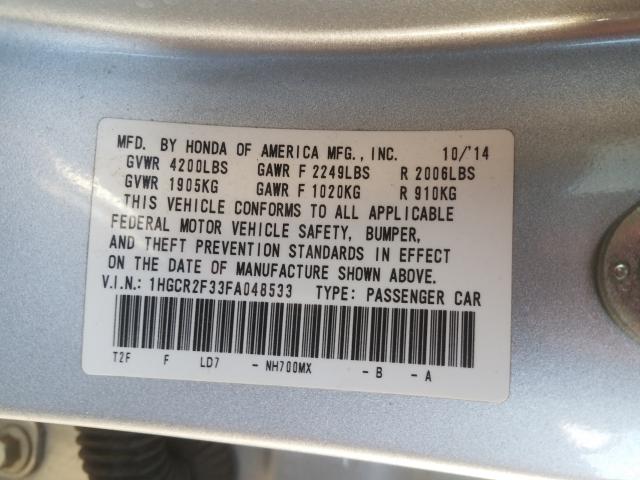 MFD. BY HONDA OF AMERICA MFG., INC. 10/'14
GVWR 4200LBS GAWR F 2249LBS R 2006LBS
GVWR 1905KG GAWR F 1020KG R 910KG
THIS VEHICLE CONFORMS TO ALL APPLICABLE
FEDERAL MOTOR VEHICLE SAFETY, BUMPER,
AND THEFT PREVENTION STANDARDS IN EFFECT
ON THE DATE OF MANUFACTURE SHOWN ABOVE.
V.I.N.: 1HGCR2F33FA048533 TYPE: PASSENGER CAR
T2F F LD7 - NH700MX - B - A